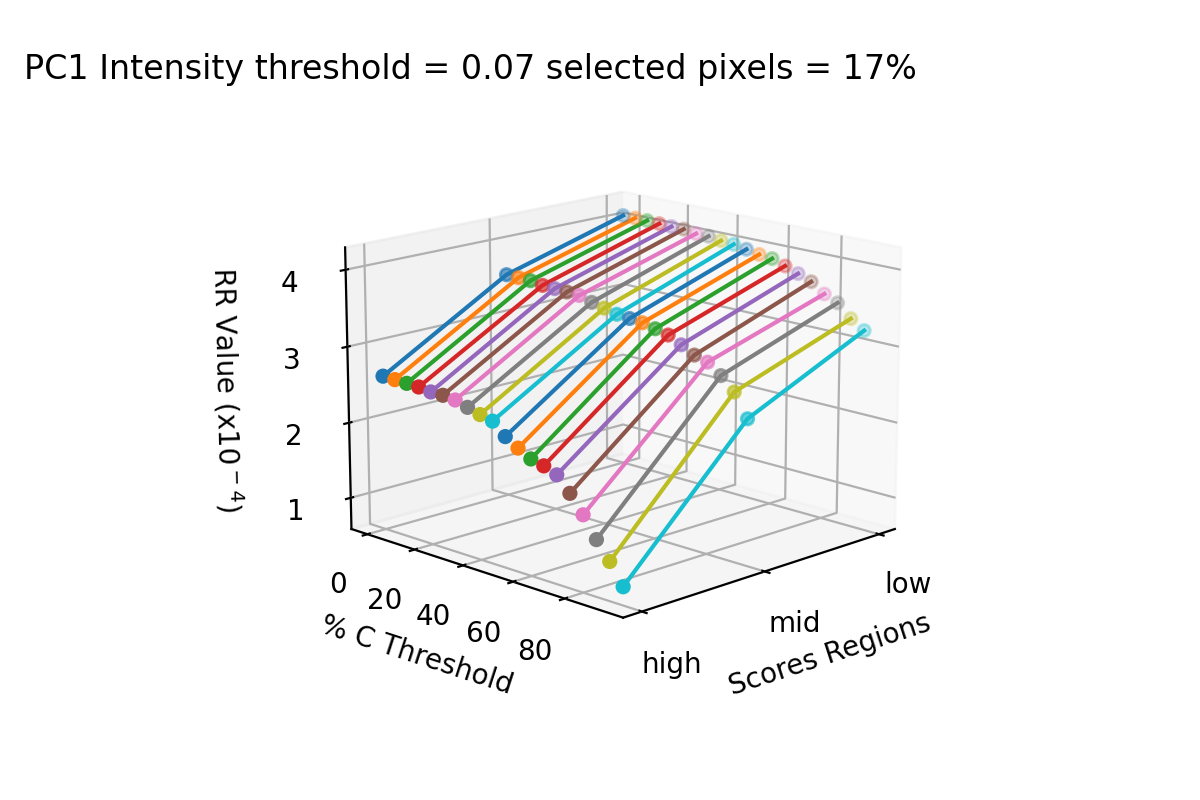 PC1 Intensity threshold = 0.07 selected pixels = 17%
4
3
2
1
RR Value (x10⁻⁴)
0
20
40
60
80
% C Threshold
high
mid
low
Scores Regions